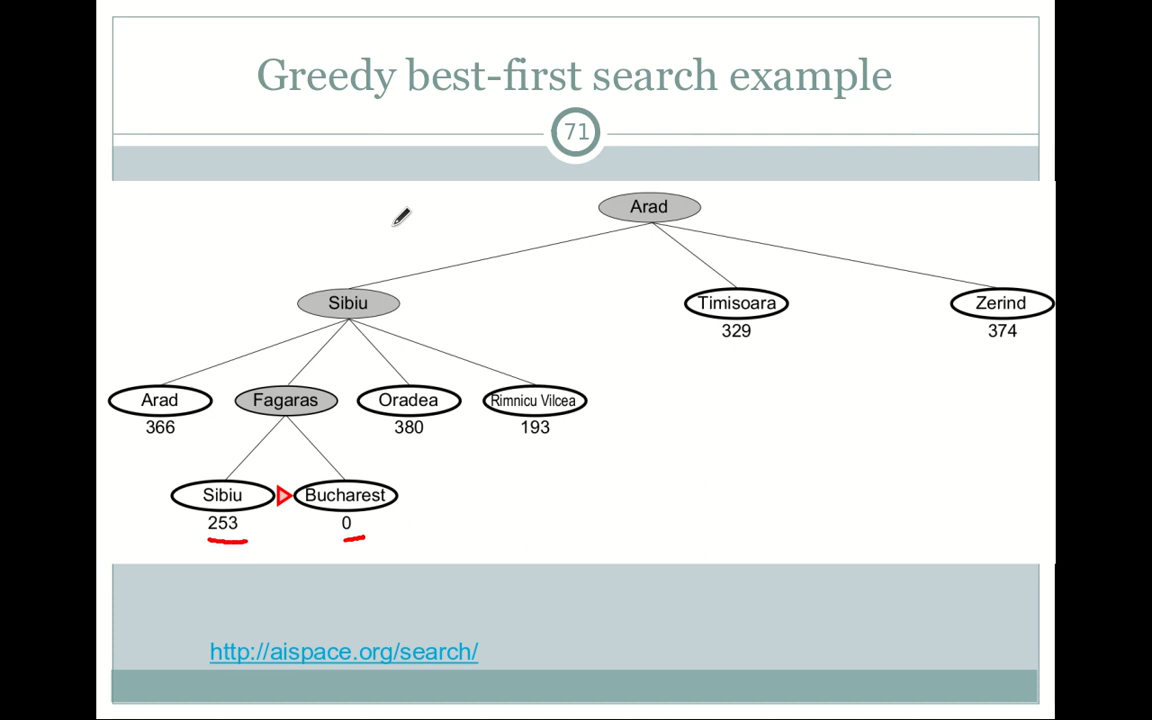 Greedy best-first search example
71
Arad
Sibiu
Timisoara
Zerind
329
374
Arad
Fagaras
Oradea
Rimnicu Vilcea
366
380
193
Sibiu
Bucharest
253
0
http://aispace.org/search/